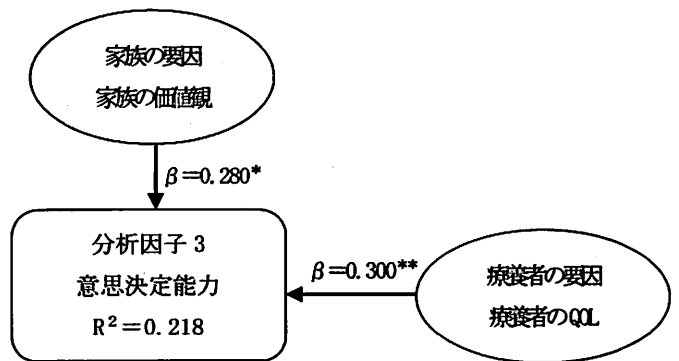 家族の要因
家族の価値観
β=0.280*
分析因子3
意思決定能力
R²=0.218
β=0.300**
療養者の要因
療養者のQOL